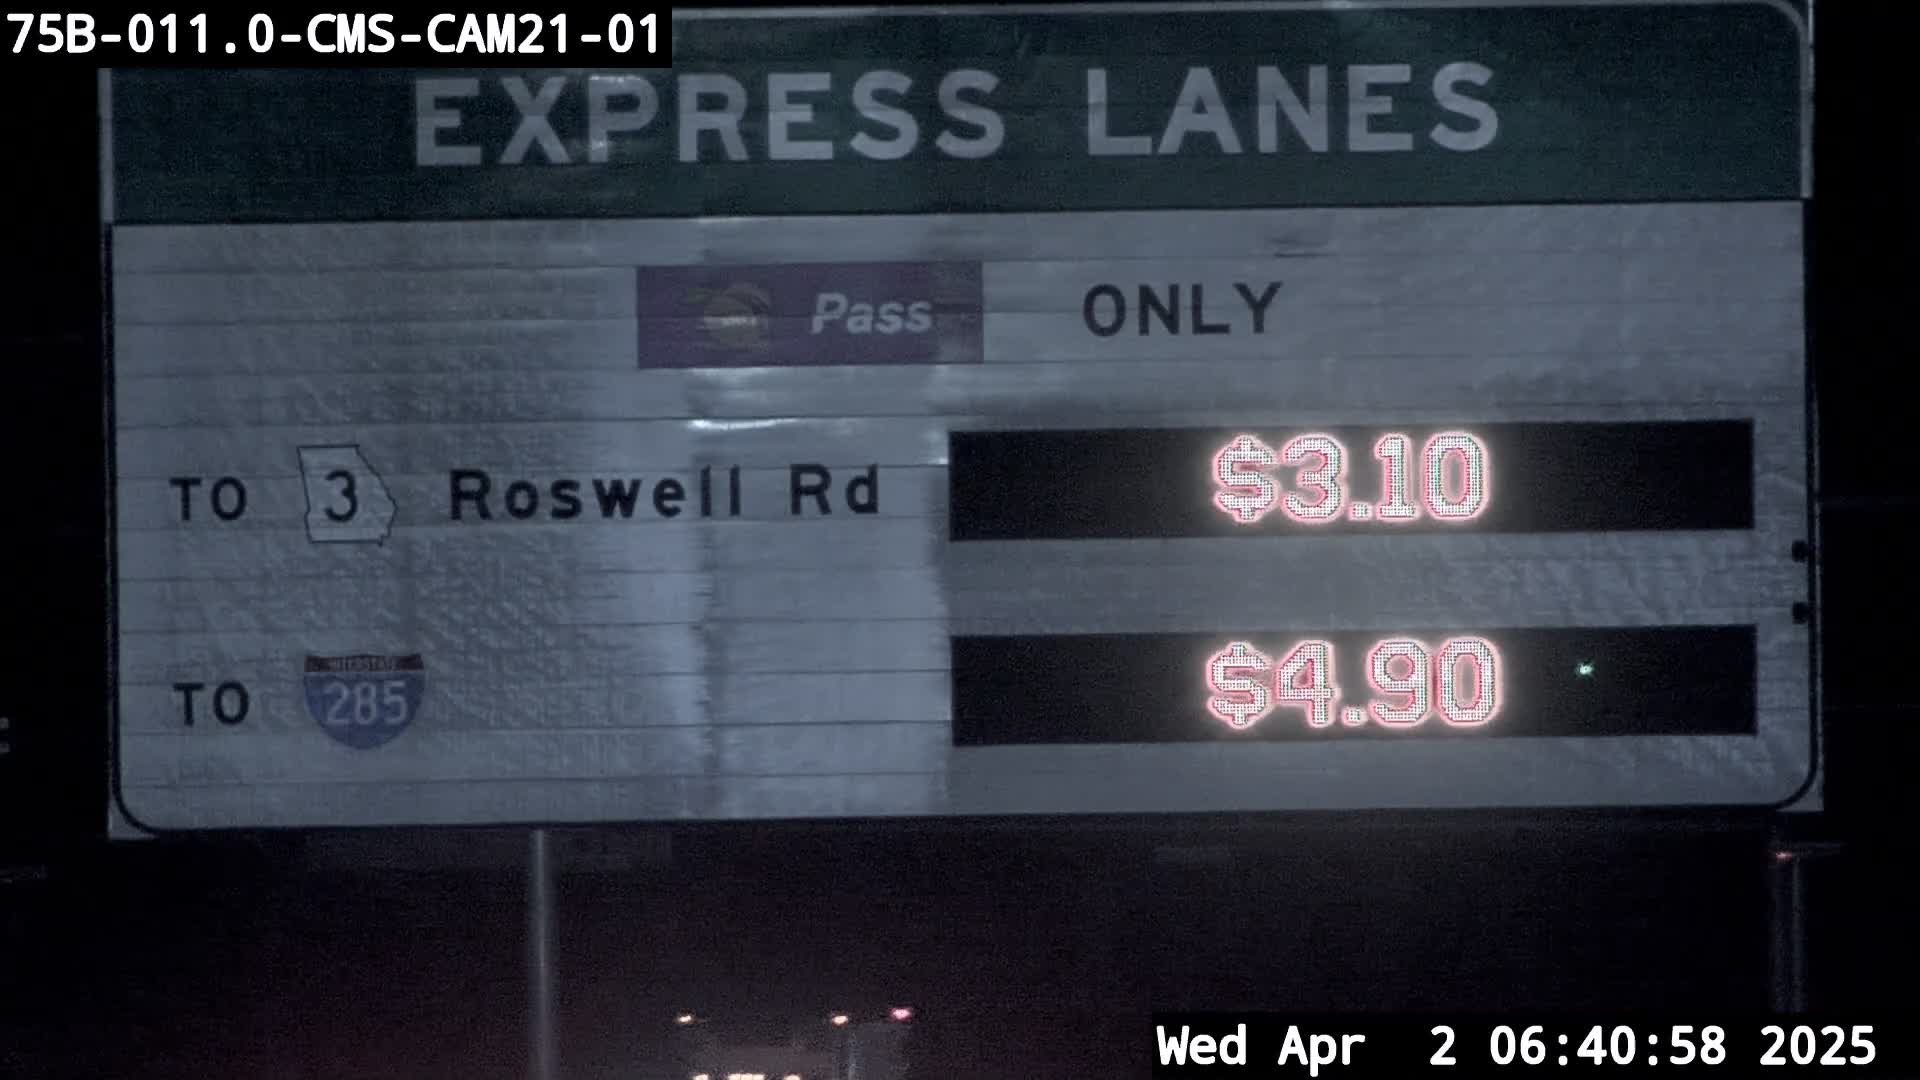 75B-011.0-CMS-CAM21-01
EXPRESS LANES
Pass ONLY
TO 3 Roswell Rd $3.10
TO INTERSTATE 285 $4.90
Wed Apr 2 06:40:58 2025